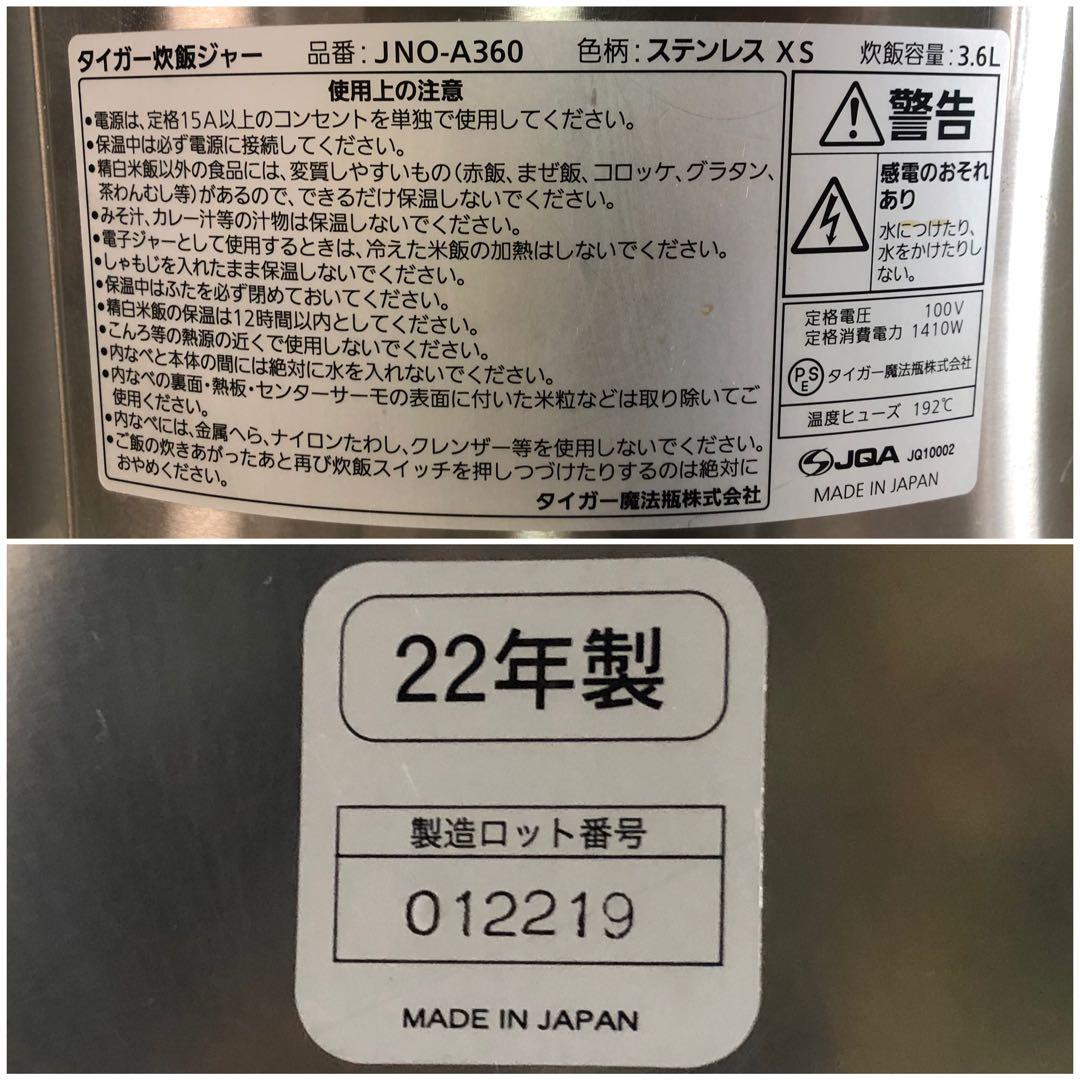 タイガー炊飯ジャー 品番:JNO-A360 色柄:ステンレス XS 炊飯容量:3.6L
使用上の注意
•電源は、定格15A以上のコンセントを単独で使用してください。
•保温中は必ず電源に接続してください。
•精白米飯以外の食品には、変質しやすいもの(赤飯、まぜ飯、コロッケ、グラタン、
茶わんむし等)があるので、できるだけ保温しないでください。
•みそ汁、カレー汁等の汁物は保温しないでください。
•電子ジャーとして使用するときは、冷えた米飯の加熱はしないでください。
•しゃもじを入れたまま保温しないでください。
•保温中はふたを必ず閉めておいてください。
•精白米飯の保温は12時間以内としてください。
•こんろ等の熱源の近くで使用しないでください。
•内なべと本体の間には絶対に水を入れないでください。
•内なべの裏面・熱板・センターサーモの表面に付いた米粒などは取り除いてご
使用ください。
•内なべには、金属へら、ナイロンたわし、クレンザー等を使用しないでください。
•ご飯の炊きあがったあと再び炊飯スイッチを押しつづけたりするのは絶対に
おやめください。
タイガー魔法瓶株式会社
警告
感電のおそれ
あり
水につけたり、
水をかけたりし
ない。
定格電圧 100V
定格消費電力 1410W
PSE タイガー魔法瓶株式会社
温度ヒューズ 192℃
JQA JQ10002
MADE IN JAPAN
22年製
製造ロット番号
012219
MADE IN JAPAN